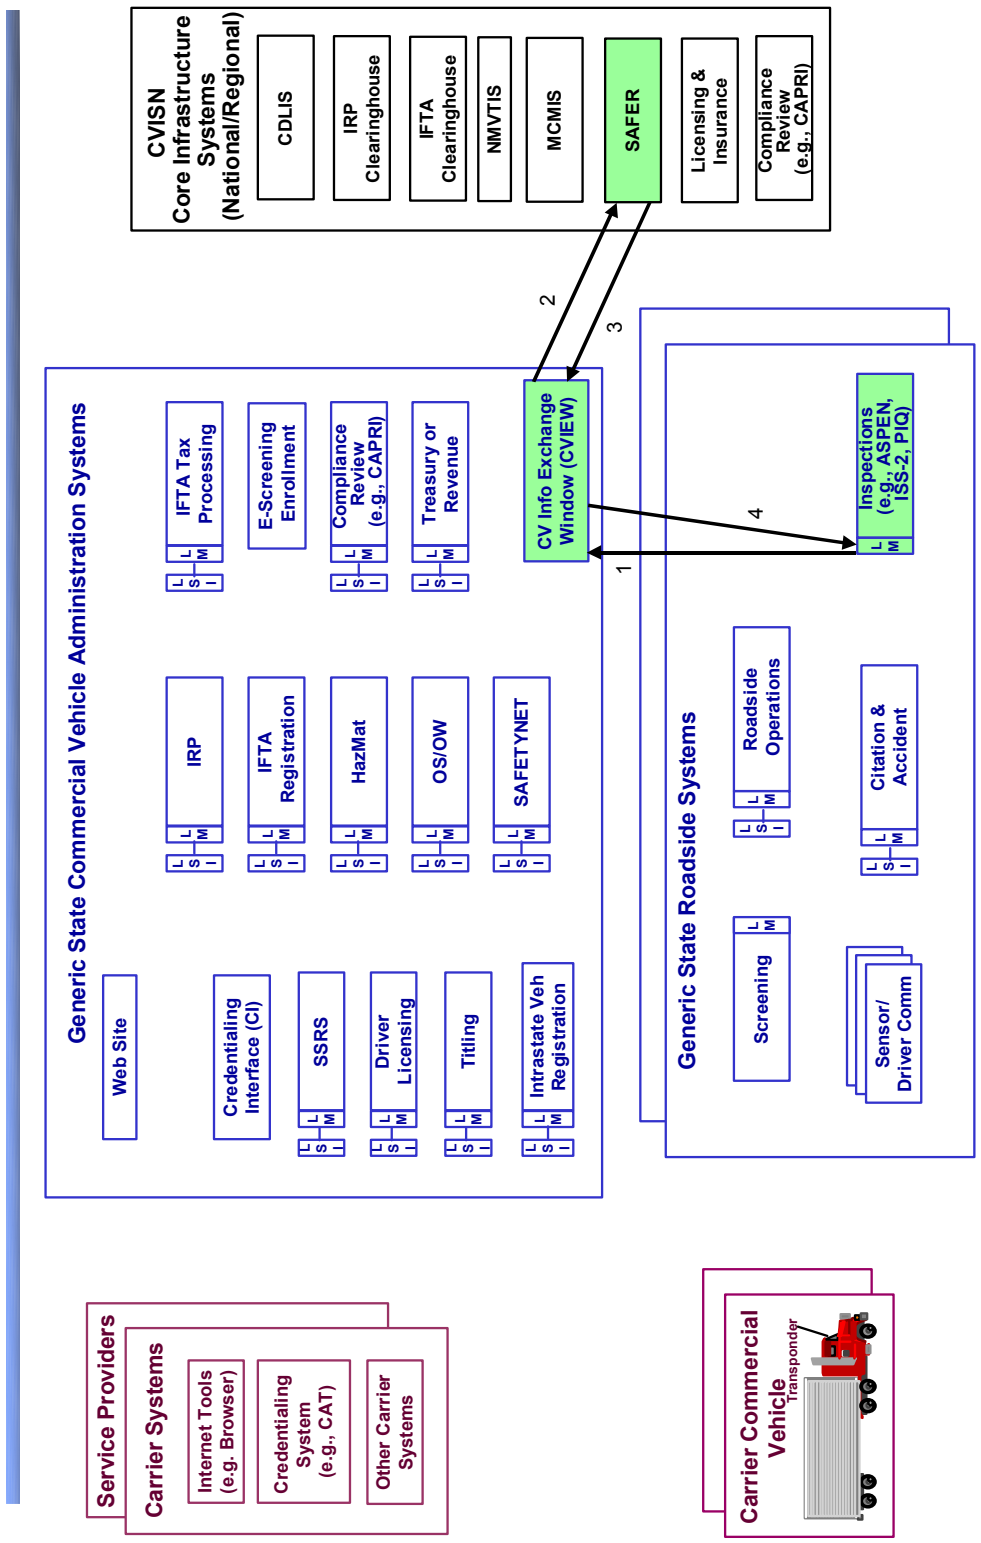 Service Providers
Carrier Systems
Internet Tools
(e.g. Browser)
Credentialing
System
(e.g., CAT)
Other Carrier
Systems
Carrier Commercial
Vehicle
Transponder
Generic State Commercial Vehicle Administration Systems
Web Site
Credentialing
Interface (CI)
SSRS
L
M
L
S
I
Driver
Licensing
L
M
L
S
I
Titling
L
M
L
S
I
Intrastate Veh
Registration
L
M
L
S
I
IRP
L
M
L
S
I
IFTA
Registration
L
M
L
S
I
HazMat
L
M
L
S
I
OS/OW
L
M
L
S
I
SAFETYNET
L
M
L
S
I
IFTA Tax
Processing
L
M
L
S
I
E-Screening
Enrollment
Compliance
Review
(e.g., CAPRI)
L
M
L
S
I
Treasury or
Revenue
L
M
L
S
I
CV Info Exchange
Window (CVIEW)
Generic State Roadside Systems
Screening
L
M
Sensor/
Driver Comm
Roadside
Operations
L
M
L
S
I
Citation &
Accident
L
M
L
S
I
Inspections
(e.g., ASPEN,
ISS-2, PIQ)
L
M
1
2
3
4
CVISN
Core Infrastructure
Systems
(National/Regional)
CDLIS
IRP
Clearinghouse
IFTA
Clearinghouse
NMVTIS
MCMIS
SAFER
Licensing &
Insurance
Compliance
Review
(e.g., CAPRI)